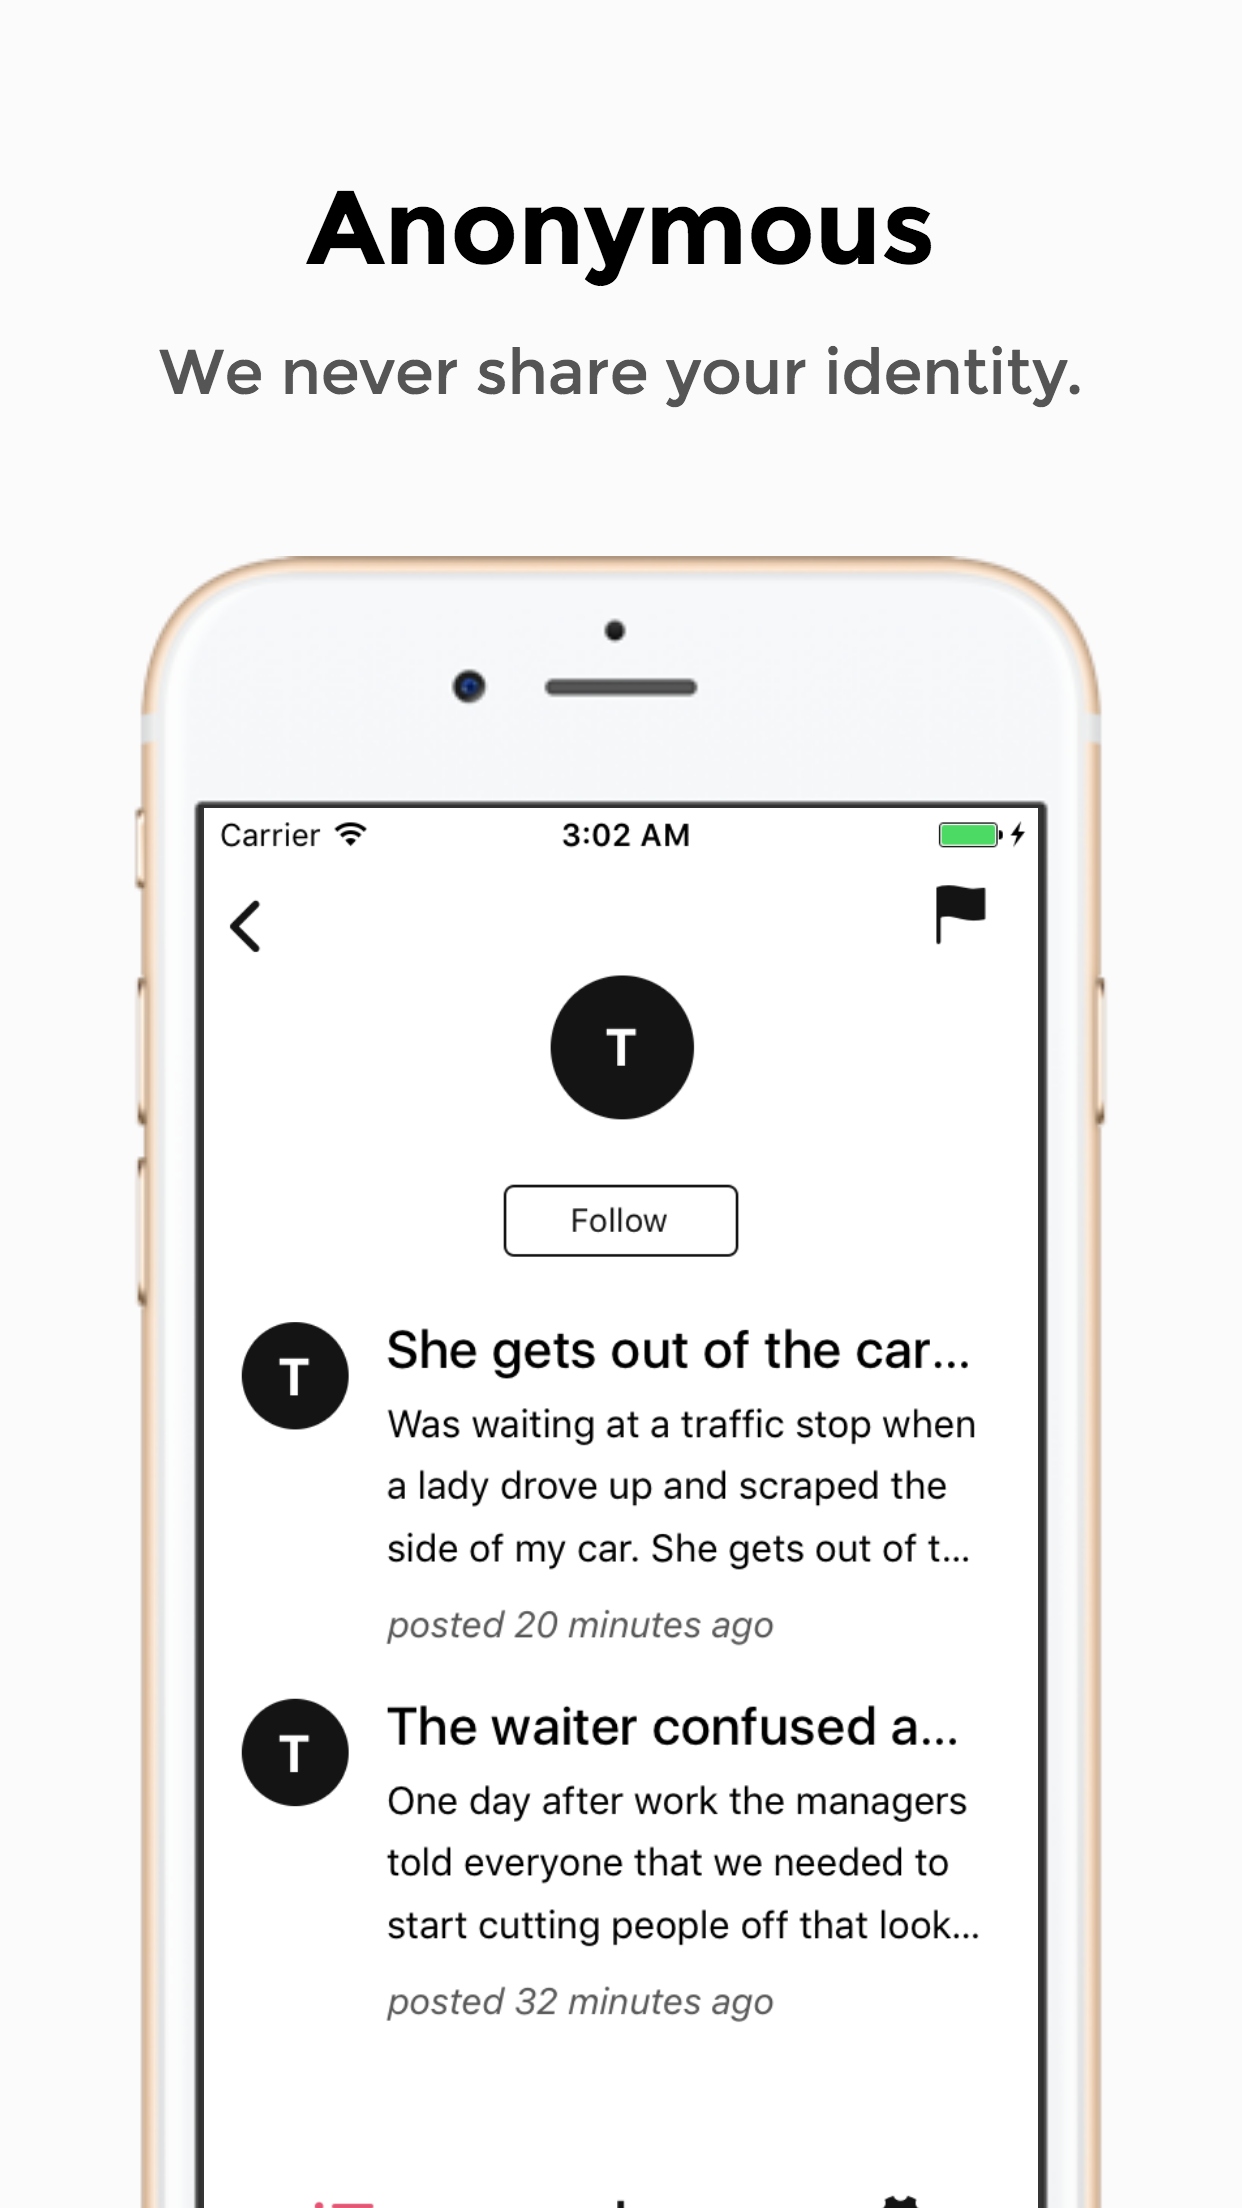 Anonymous
We never share your identity.
Carrier 3:02 AM
T
Follow
T
She gets out of the car...
Was waiting at a traffic stop when
a lady drove up and scraped the
side of my car. She gets out of t...
posted 20 minutes ago
T
The waiter confused a...
One day after work the managers
told everyone that we needed to
start cutting people off that look...
posted 32 minutes ago